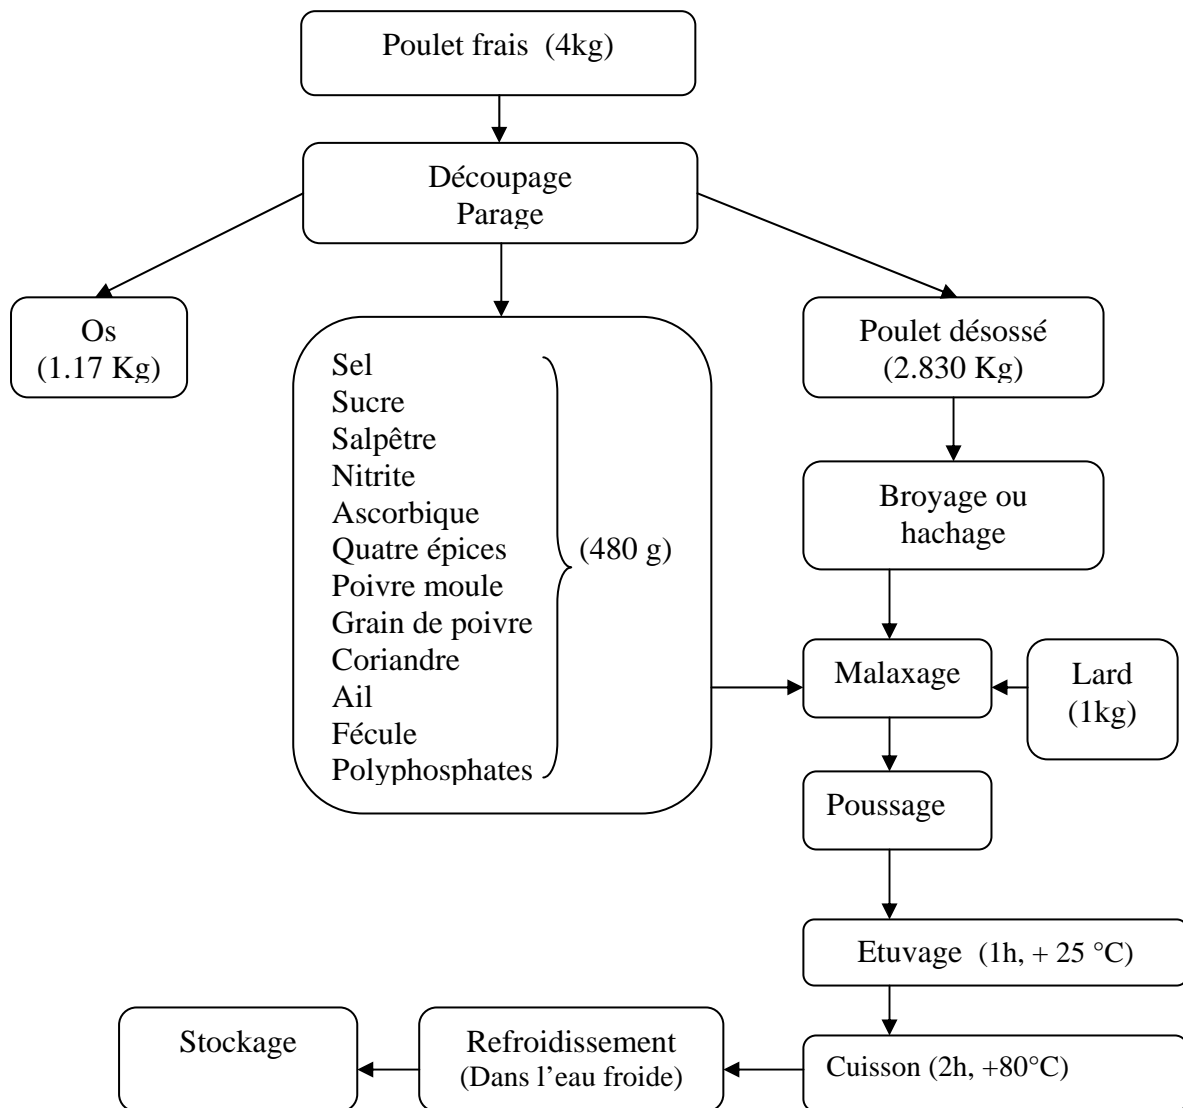 Poulet frais (4kg)
Découpage
Parage
Os
(1.17 Kg)
Sel
Sucre
Salpêtre
Nitrite
Ascorbique
Quatre épices
Poivre moule
Grain de poivre
Coriandre
Ail
Fécule
Polyphosphates
(480 g)
Poulet désossé
(2.830 Kg)
Broyage ou
hachage
Malaxage
Lard
(1kg)
Poussage
Etuvage (1h, + 25 °C)
Cuisson (2h, +80°C)
Refroidissement
(Dans l'eau froide)
Stockage